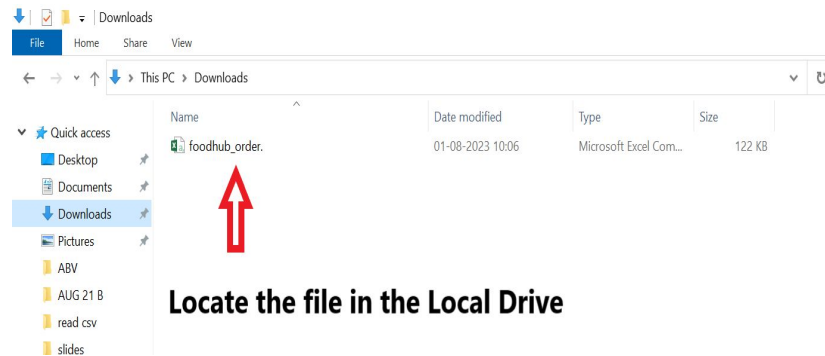 Downloads
File Home Share View
This PC > Downloads
Name Date modified Type Size
Quick access
foodhub_order. 01-08-2023 10:06 Microsoft Excel Com... 122 KB
Desktop
Documents
Downloads
Pictures
ABV
AUG 21 B
read csv
slides
Locate the file in the Local Drive